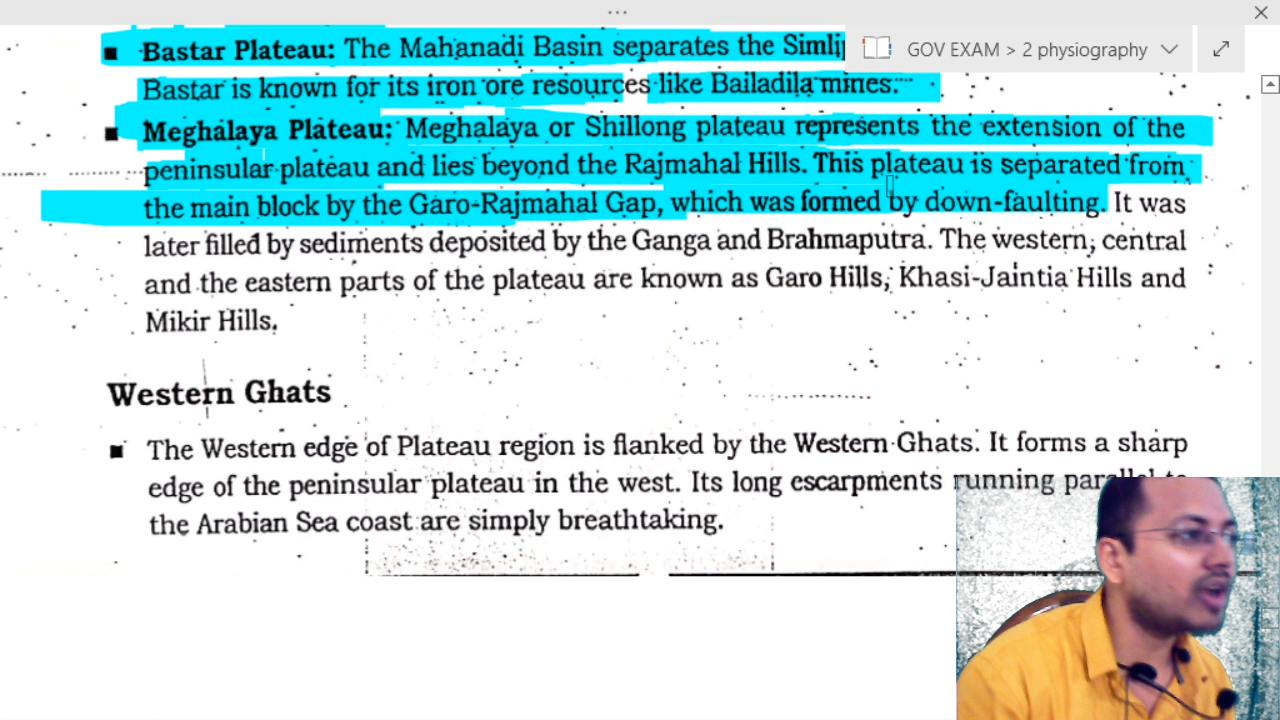 Bastar Plateau: The Mahanadi Basin separates the
GOV EXAM > 2 physiography
Bastar is known for its iron ore resources like Bailadila mines.
Meghalaya Plateau: Meghalaya or Shillong plateau represents the extension of the
peninsular plateau and lies beyond the Rajmahal Hills. This plateau is separated from
the main block by the Garo-Rajmahal Gap, which was formed by down-faulting. It was
later filled by sediments deposited by the Ganga and Brahmaputra. The western, central
and the eastern parts of the plateau are known as Garo Hills, Khasi-Jaintia Hills and
Mikir Hills.
Western Ghats
The Western edge of Plateau region is flanked by the Western Ghats. It forms a sharp
edge of the peninsular plateau in the west. Its long escarpments running parallel to
the Arabian Sea coast are simply breathtaking.